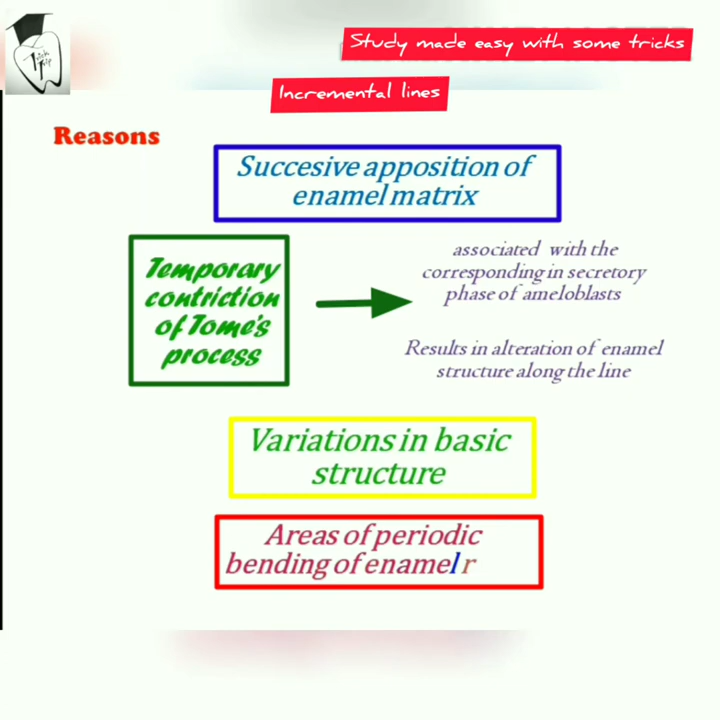 Trick
Trip
Study made easy with some tricks
Incremental lines
Reasons
Succesive apposition of
enamel matrix
Temporary
contriction
of Tome's
process
associated with the
corresponding in secretory
phase of ameloblasts
Results in alteration of enamel
structure along the line
Variations in basic
structure
Areas of periodic
bending of enamel r